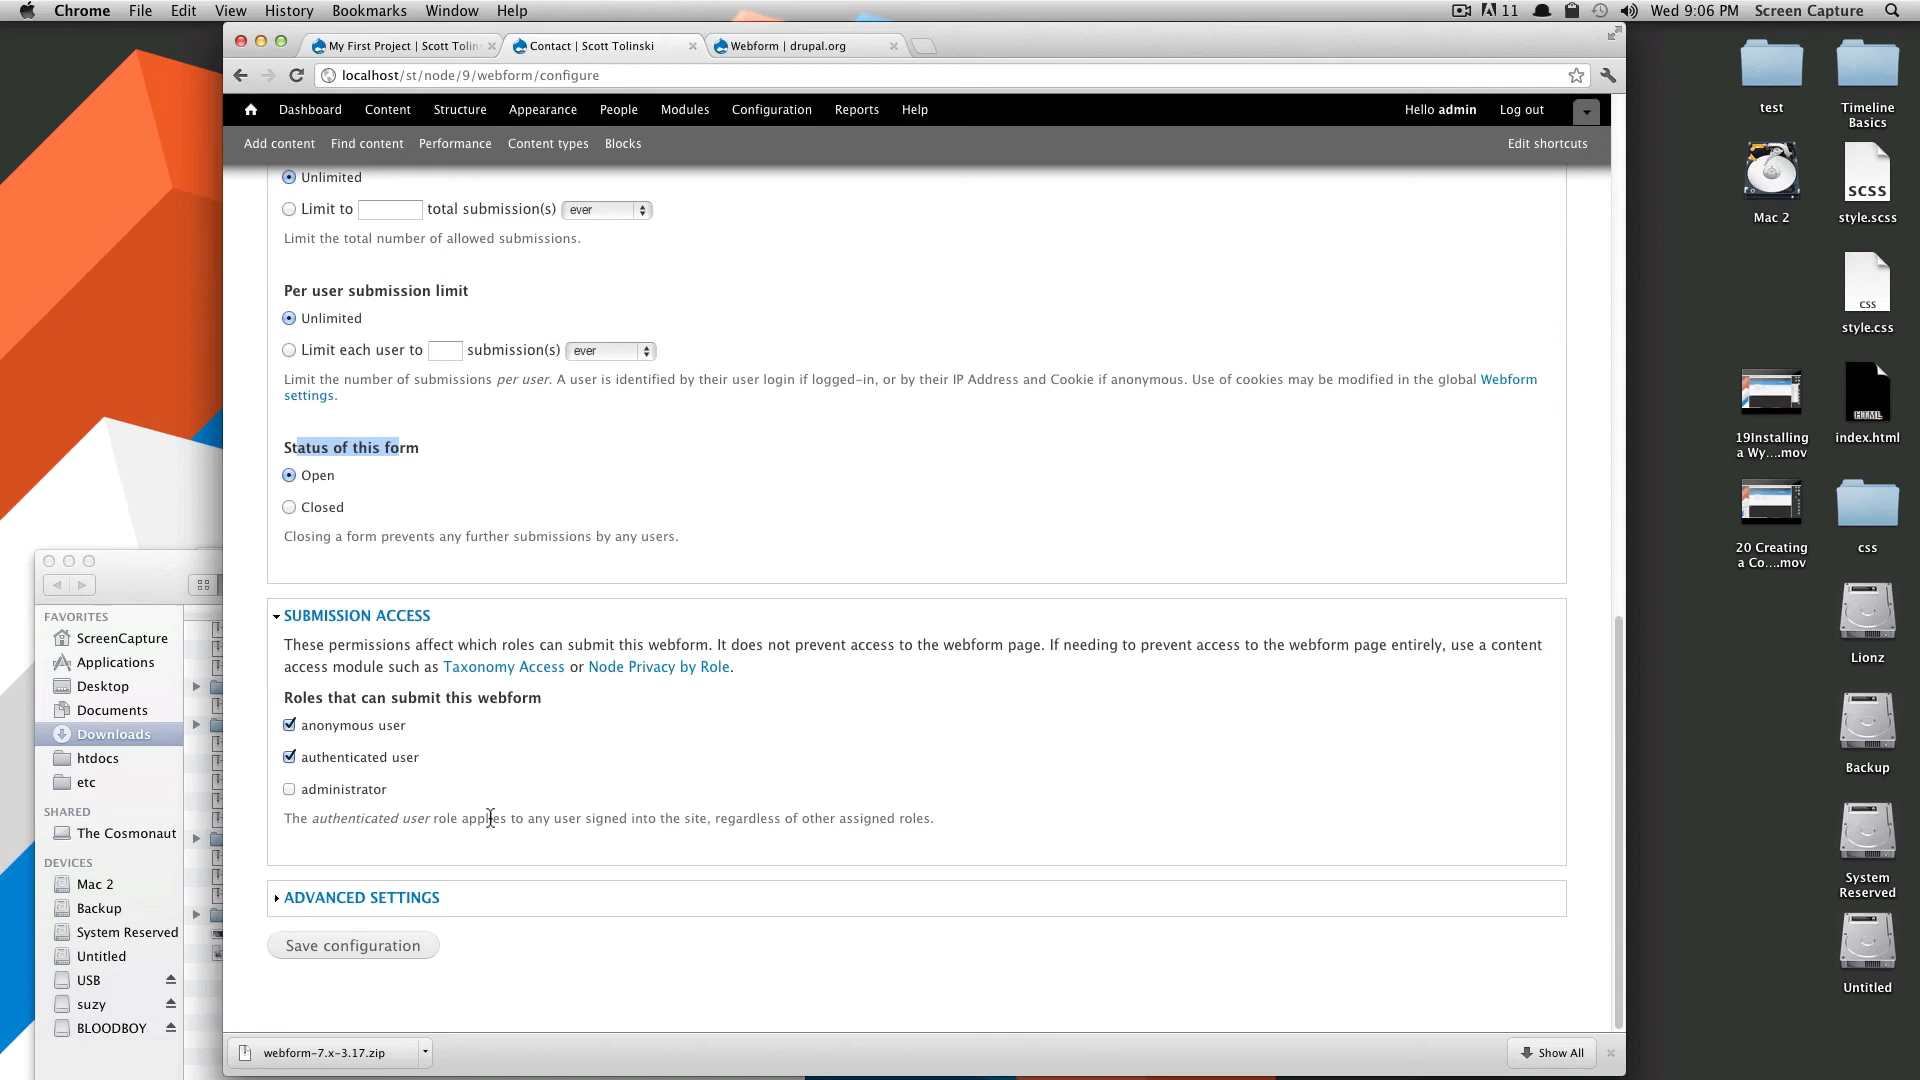 Chrome File Edit View History Bookmarks Window Help
11 Wed 9:06 PM Screen Capture
My First Project | Scott Tolin
Contact | Scott Tolinski
Webform | drupal.org
localhost/st/node/9/webform/configure
Dashboard Content Structure Appearance People Modules Configuration Reports Help
Hello admin Log out
Add content Find content Performance Content types Blocks
Edit shortcuts
Unlimited
Limit to total submission(s) ever
Limit the total number of allowed submissions.
Per user submission limit
Unlimited
Limit each user to submission(s) ever
Limit the number of submissions per user. A user is identified by their user login if logged-in, or by their IP Address and Cookie if anonymous. Use of cookies may be modified in the global Webform
settings.
Status of this form
Open
Closed
Closing a form prevents any further submissions by any users.
SUBMISSION ACCESS
These permissions affect which roles can submit this webform. It does not prevent access to the webform page. If needing to prevent access to the webform page entirely, use a content
access module such as Taxonomy Access or Node Privacy by Role.
Roles that can submit this webform
anonymous user
authenticated user
administrator
The authenticated user role applies to any user signed into the site, regardless of other assigned roles.
ADVANCED SETTINGS
Save configuration
webform-7.x-3.17.zip
Show All
FAVORITES
ScreenCapture
Applications
Desktop
Documents
Downloads
htdocs
etc
SHARED
The Cosmonaut
DEVICES
Mac 2
Backup
System Reserved
Untitled
USB
suzy
BLOODBOY
test
Timeline
Basics
Mac 2
SCSS
style.scss
css
style.css
19Installing
a Wy....mov
HTML
index.html
20 Creating
a Co....mov
css
Lionz
Backup
System
Reserved
Untitled